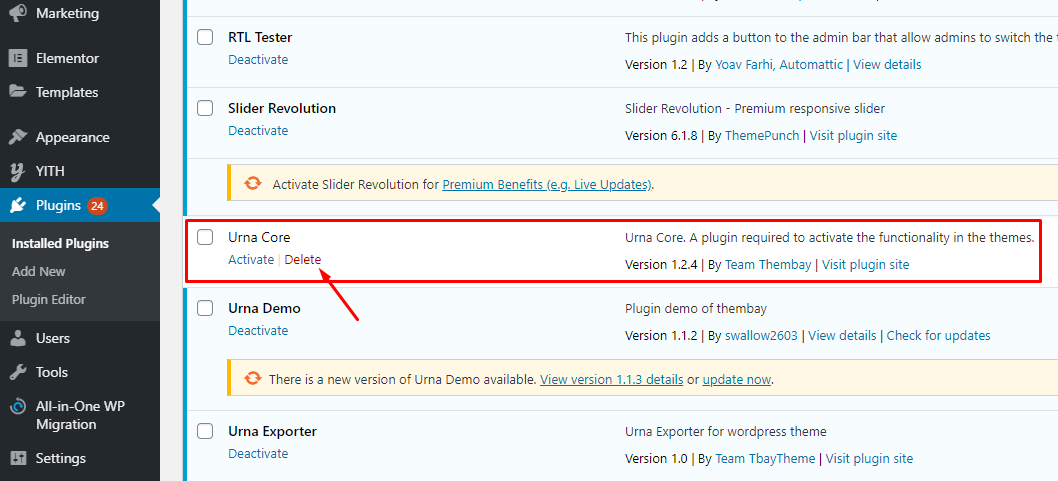 Marketing
Elementor
Templates
Appearance
YITH
Plugins 24
Installed Plugins
Add New
Plugin Editor
Users
Tools
All-in-One WP
Migration
Settings
RTL Tester
Deactivate
This plugin adds a button to the admin bar that allow admins to switch the
Version 1.2 | By Yoav Farhi, Automattic | View details
Slider Revolution
Deactivate
Slider Revolution - Premium responsive slider
Version 6.1.8 | By ThemePunch | Visit plugin site
Activate Slider Revolution for Premium Benefits (e.g. Live Updates).
Urna Core
Activate | Delete
Urna Core. A plugin required to activate the functionality in the themes.
Version 1.2.4 | By Team Thembay | Visit plugin site
Urna Demo
Deactivate
Plugin demo of thembay
Version 1.1.2 | By swallow2603 | View details | Check for updates
There is a new version of Urna Demo available. View version 1.1.3 details or update now.
Urna Exporter
Deactivate
Urna Exporter for wordpress theme
Version 1.0 | By Team TbayTheme | Visit plugin site